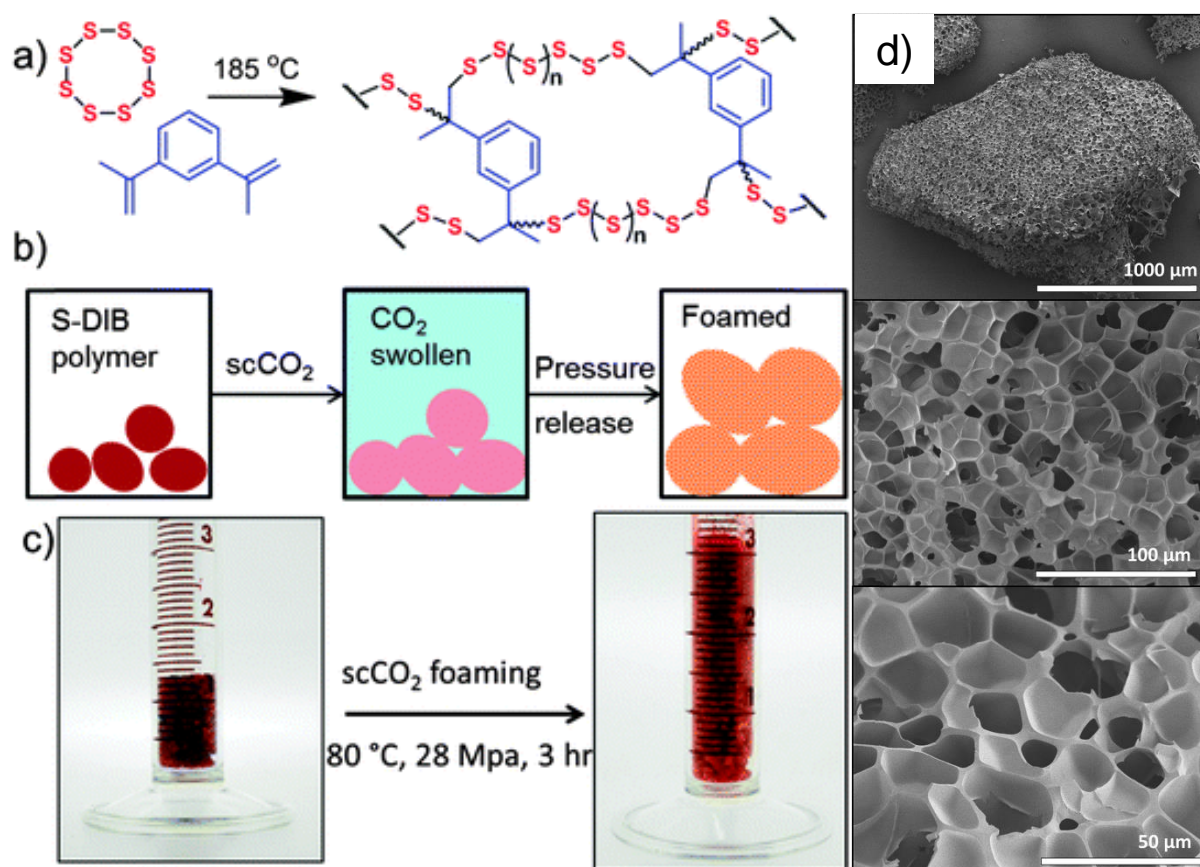 a)
S S S S S S S S
185 °C
S S S S (S)n S S S S S
S S S S (S)n S S S S S
b)
S-DIB
polymer
scCO₂
CO₂
swollen
Pressure
release
Foamed
c)
3
2
scCO₂ foaming
80 °C, 28 Mpa, 3 hr
3
2
1
d)
1000 µm
100 µm
50 µm